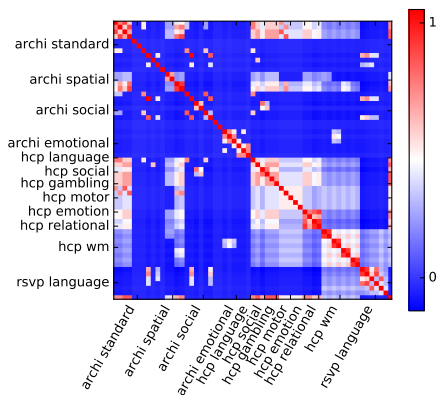 1
archi standard
archi spatial
archi social
archi emotional
hcp language
hcp social
hcp gambling
hcp motor
hcp emotion
hcp relational
hcp wm
rsvp language
0
archi standard
archi spatial
archi social
archi emotional
hcp language
hcp social
hcp gambling
hcp motor
hcp emotion
hcp relational
hcp wm
rsvp language